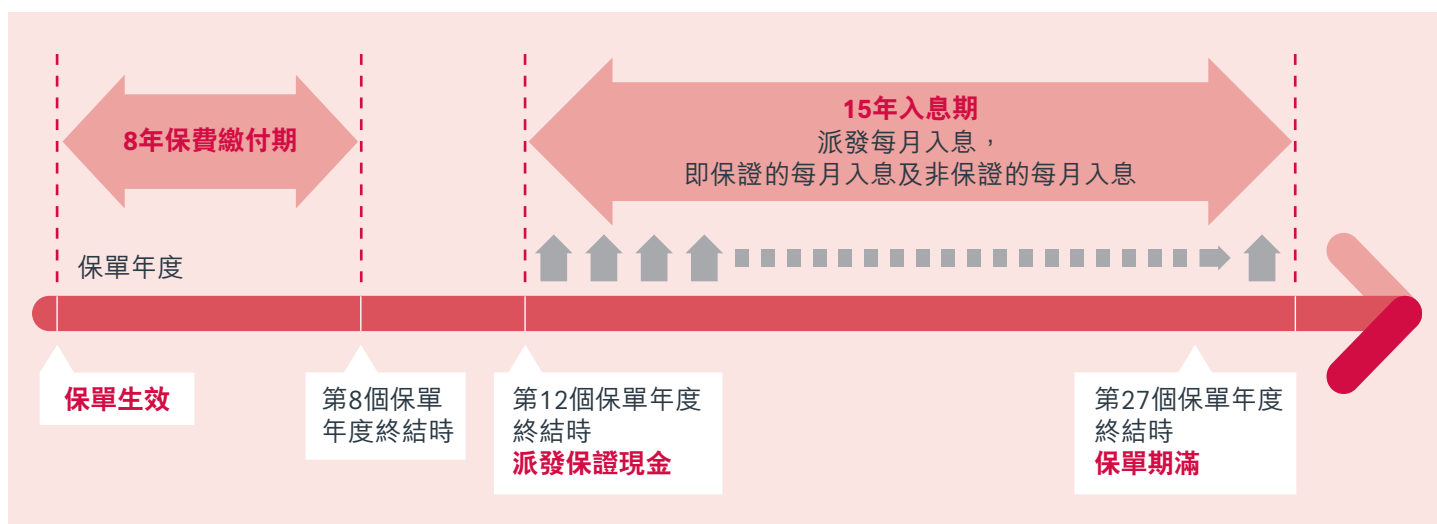 8年保費繳付期
15年入息期
派發每月入息，
即保證的每月入息及非保證的每月入息
保單年度
保單生效
第8個保單
年度終結時
第12個保單年度
終結時
派發保證現金
第27個保單年度
終結時
保單期滿